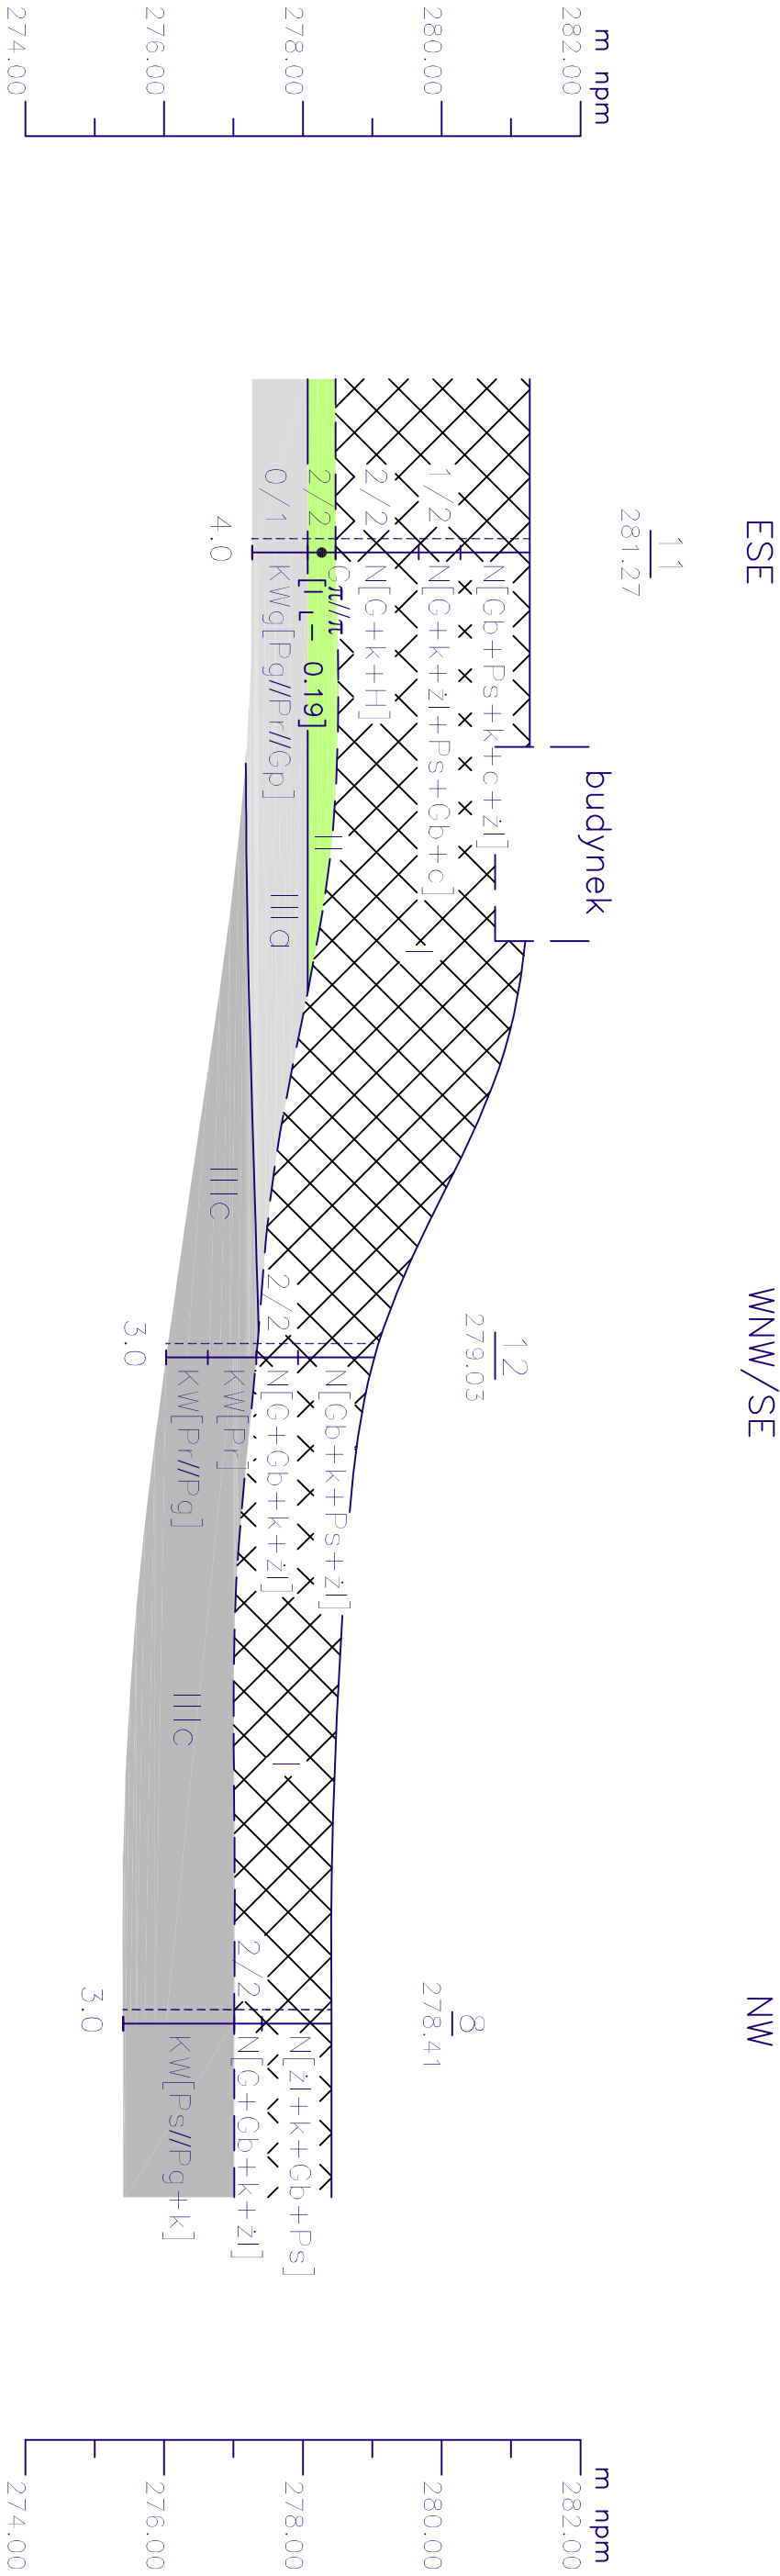 ESE
WNW/SE
NW
m npm
282.00
280.00
278.00
276.00
274.00
11
281.27
budynek
N[Gb+Ps+k+c+żl]
1/2
N[G+k+żl+Ps+Gb+c]
2/2
N[G+k+H]
2/2
Gπ//π
[I L - 0.19]
0/1
KWg[Pg//Pr//Gp]
4.0
I
II
IIIa
IIIc
12
279.03
N[Gb+k+Ps+żl]
2/2
N[G+Gb+k+żl]
KW[Pr]
KW[Pr//Pg]
3.0
I
IIIc
8
278.41
N[żl+k+Gb+Ps]
2/2
N[G+Gb+k+żl]
KW[Ps//Pg+k]
3.0
m npm
282.00
280.00
278.00
276.00
274.00